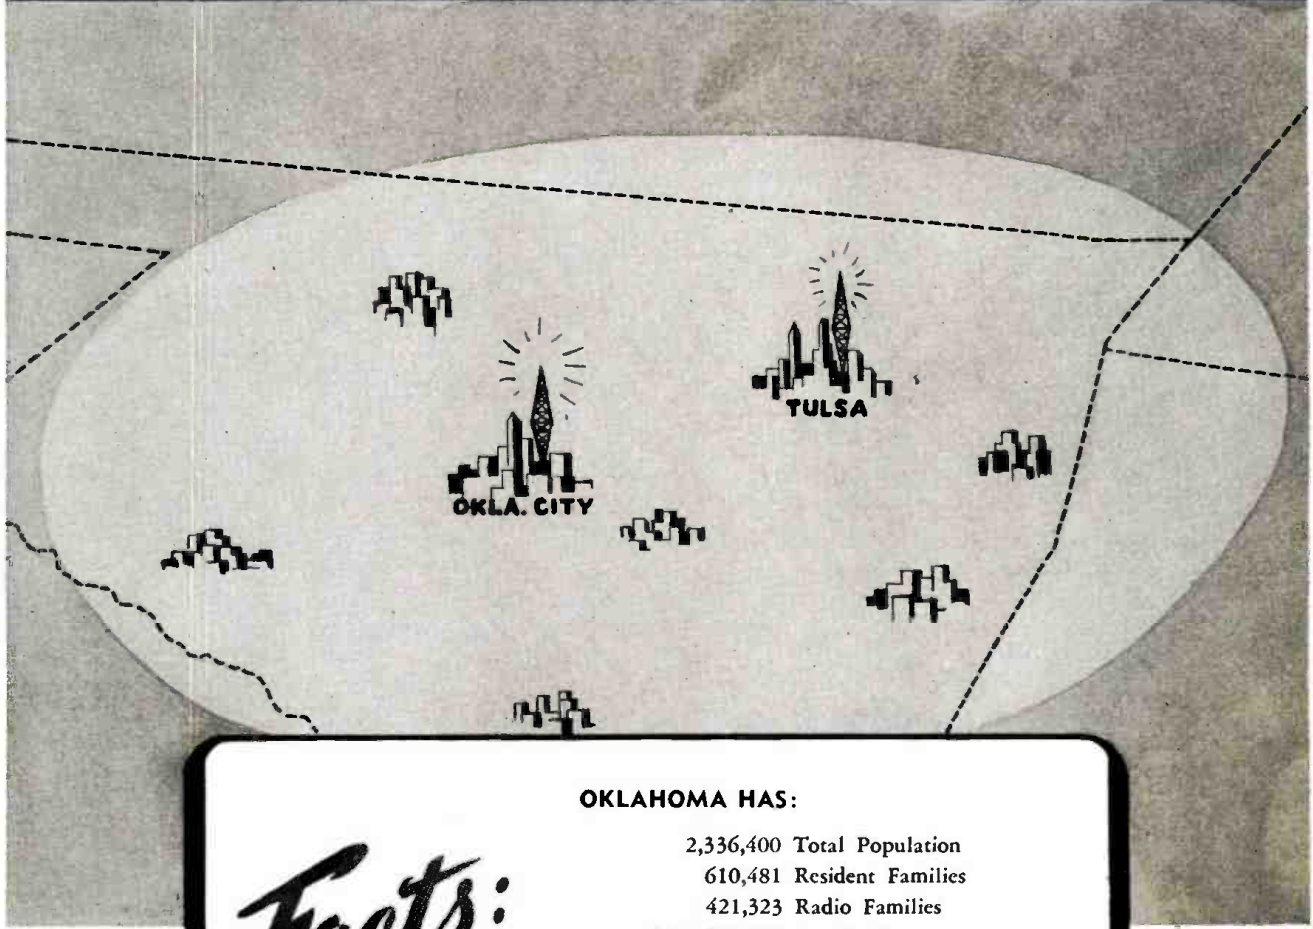 TULSA
OKLA. CITY
OKLAHOMA HAS:
Facts:
2,336,400 Total Population
610,481 Resident Families
421,323 Radio Families